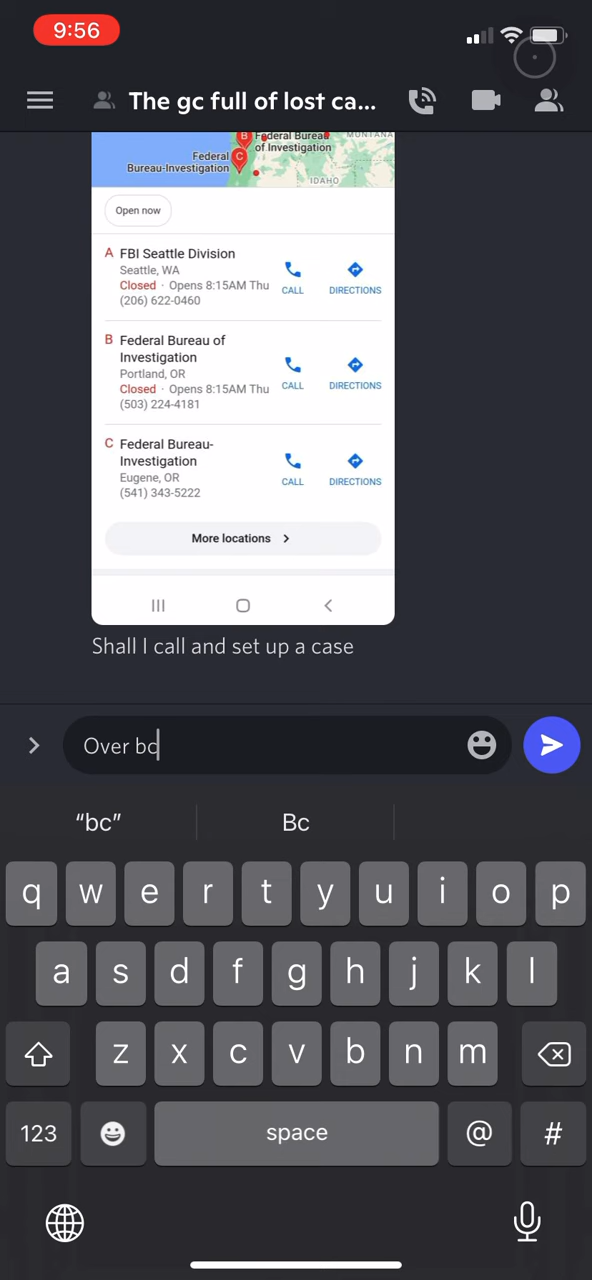 9:56
The gc full of lost ca...
B Federal Bureau MONTANA
of Investigation
Federal
Bureau-Investigation
C
IDAHO
Open now
A FBI Seattle Division
Seattle, WA
Closed · Opens 8:15AM Thu
(206) 622-0460
CALL DIRECTIONS
B Federal Bureau of
Investigation
Portland, OR
Closed · Opens 8:15AM Thu
(503) 224-4181
CALL DIRECTIONS
C Federal Bureau-
Investigation
Eugene, OR
(541) 343-5222
CALL DIRECTIONS
More locations
Shall I call and set up a case
Over bc
“bc” Bc
q w e r t y u i o p
a s d f g h j k l
z x c v b n m
123 space @ #